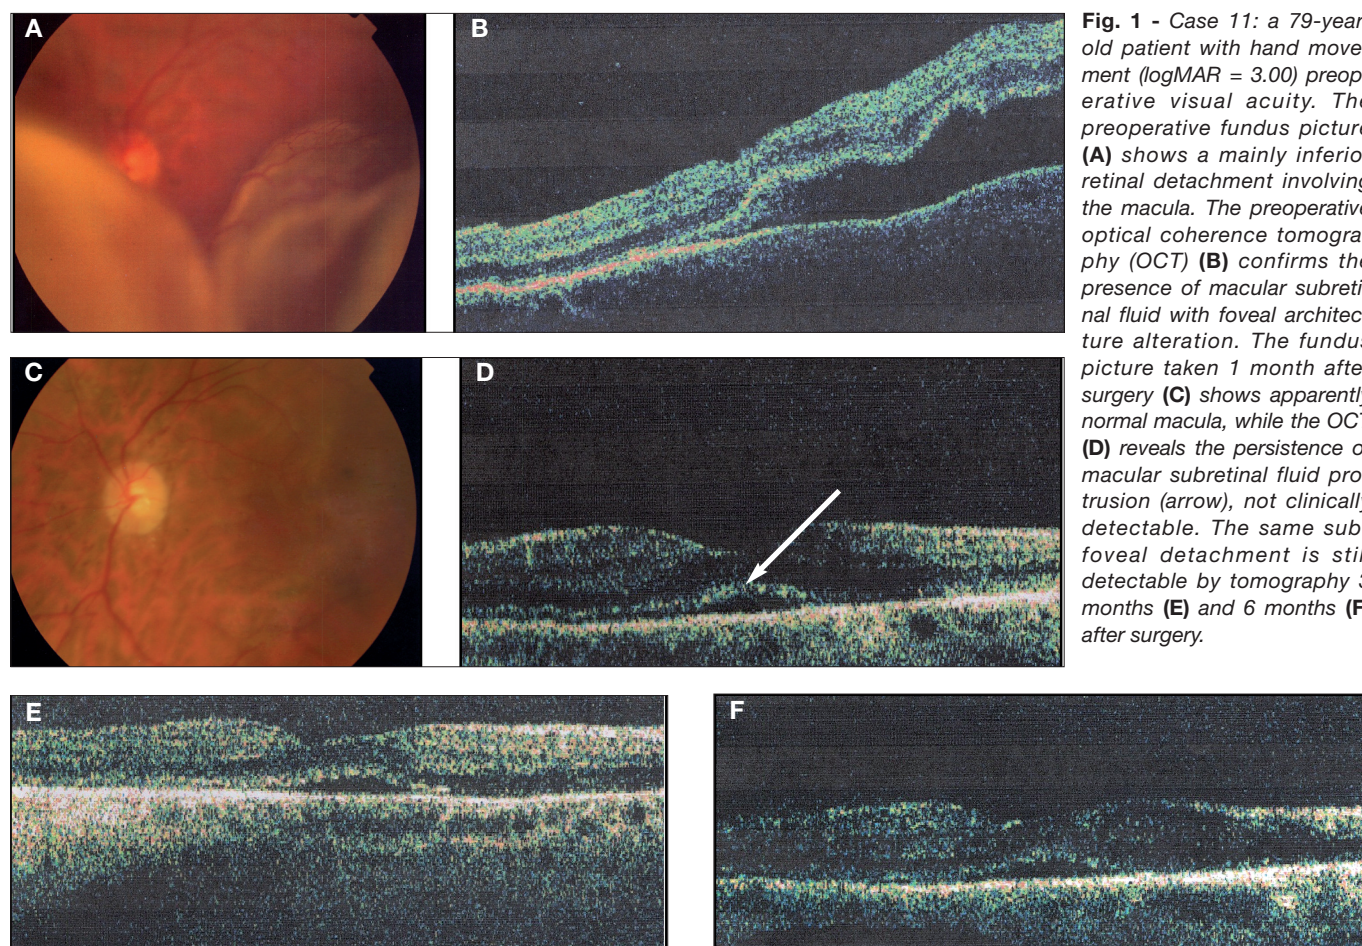 A
B
Fig. 1 - Case 11: a 79-year
old patient with hand move
ment (logMAR = 3.00) preop
erative visual acuity. The
preoperative fundus picture
(A) shows a mainly inferio
retinal detachment involving
the macula. The preoperative
optical coherence tomogra
phy (OCT) (B) confirms the
presence of macular subreti
nal fluid with foveal architec
ture alteration. The fundus
picture taken 1 month afte
surgery (C) shows apparently
normal macula, while the OCT
(D) reveals the persistence o
macular subretinal fluid pro
trusion (arrow), not clinically
detectable. The same sub
foveal detachment is stil
detectable by tomography 3
months (E) and 6 months (F
after surgery.
C
D
E
F